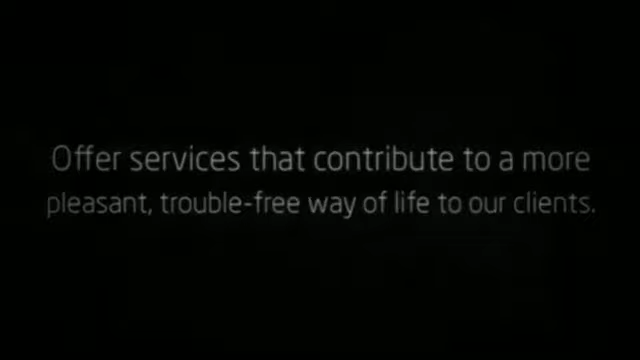 Offer services that contribute to a more
pleasant, trouble-free way of life to our clients.